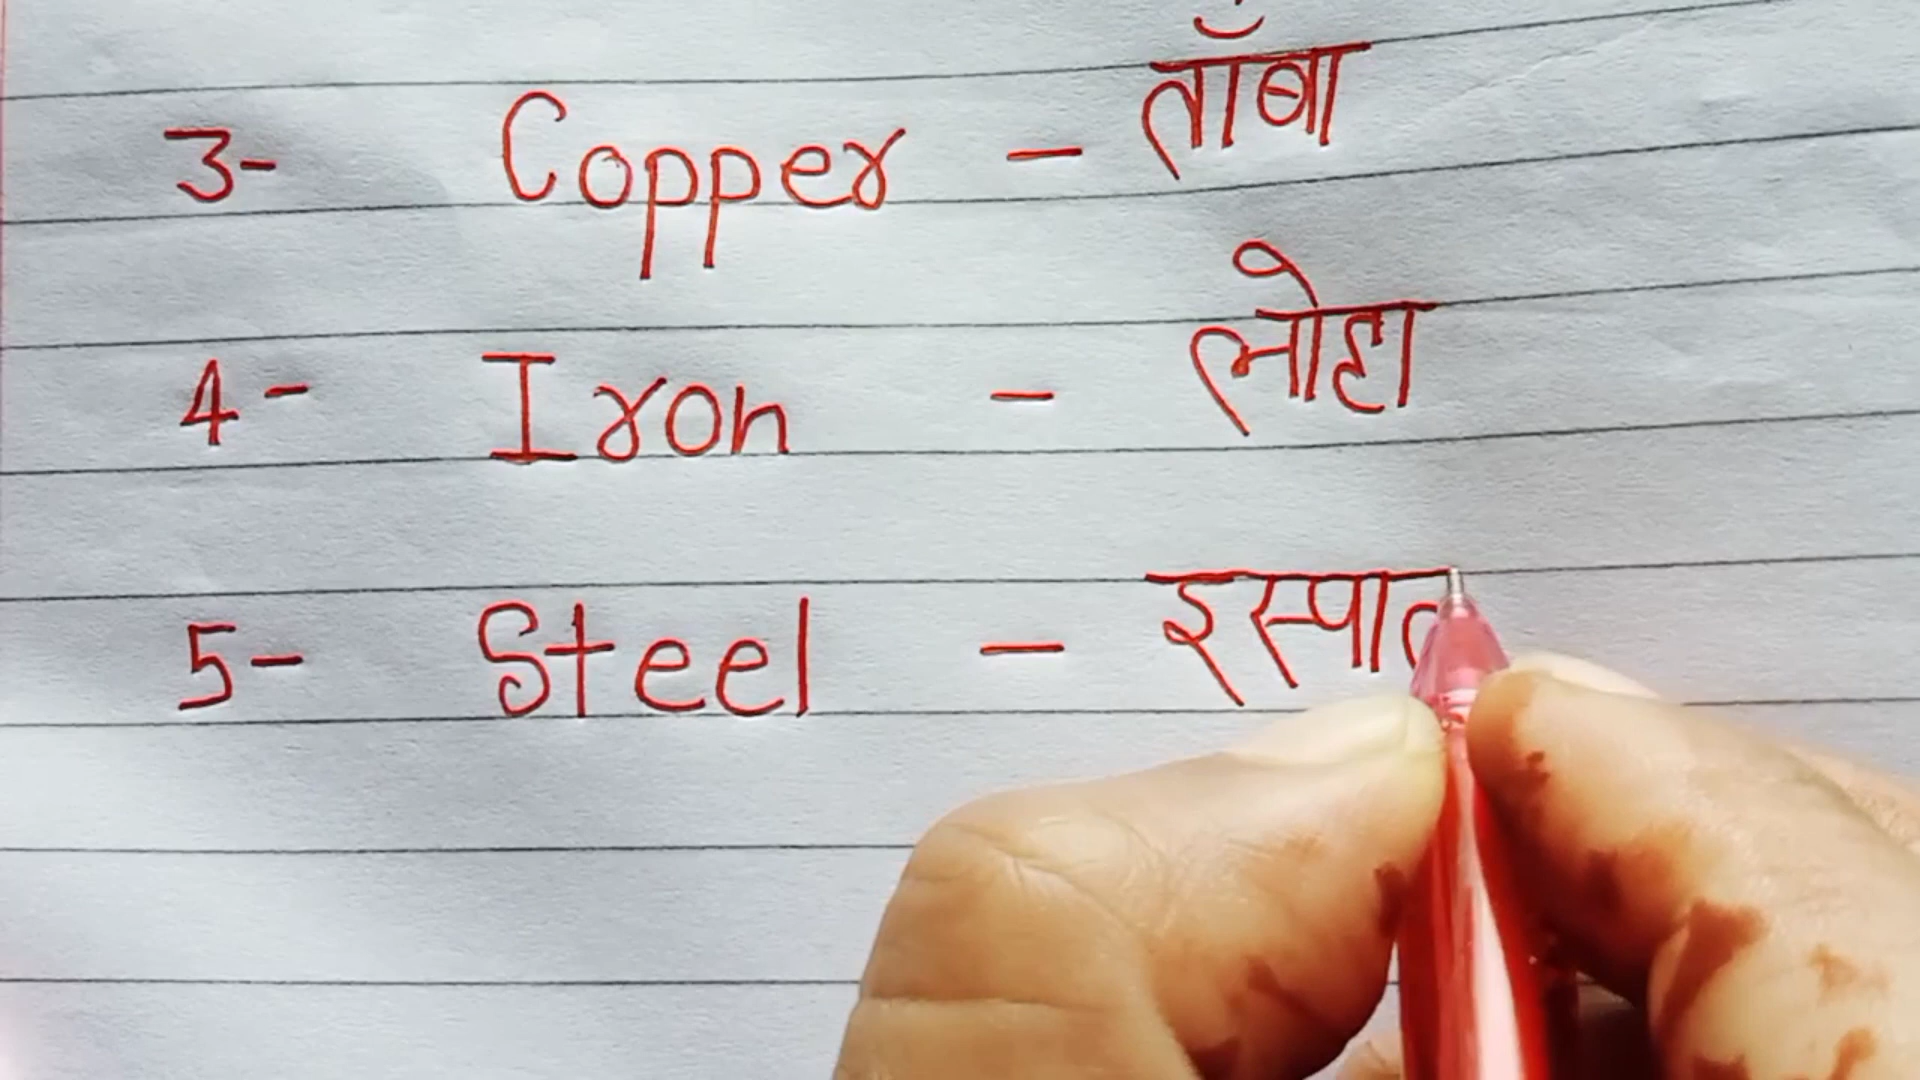 3- Copper - ताँबा
4- Iron - लोहा
5- Steel - इस्पात